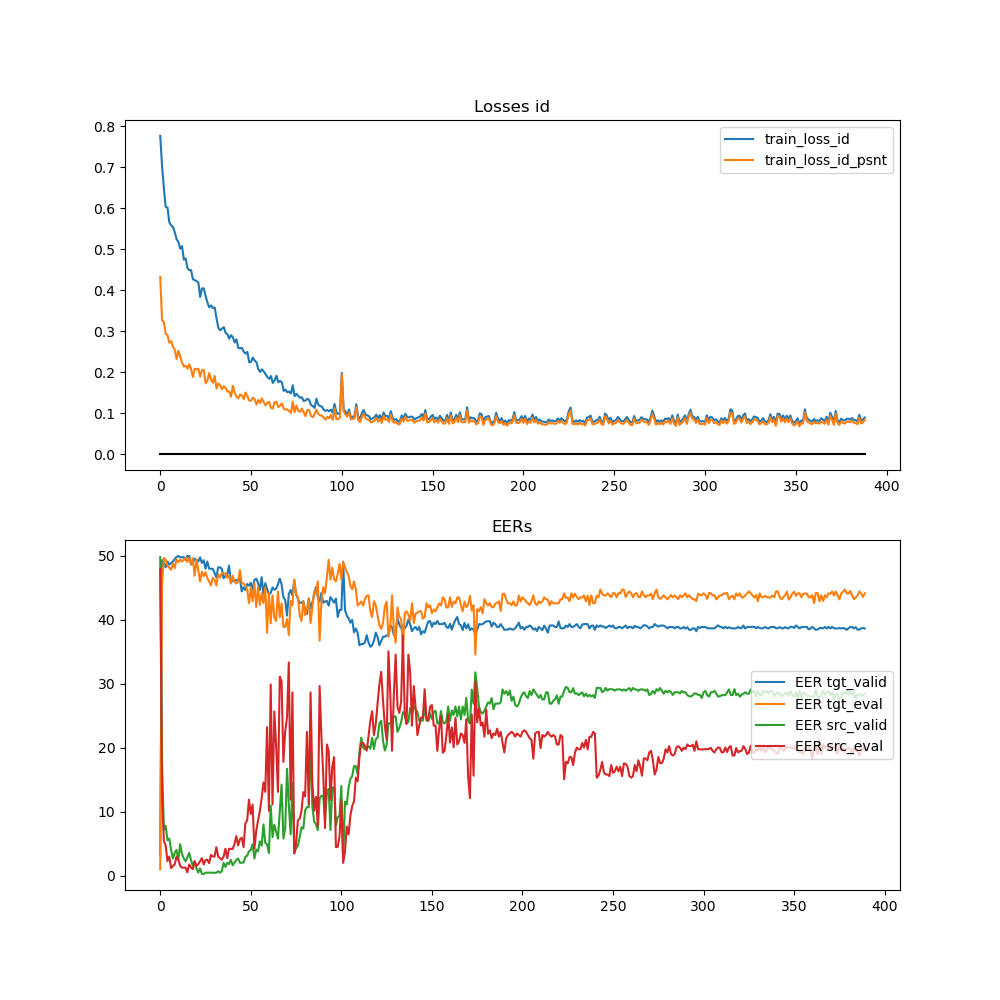 Losses id
0.8
0.7
0.6
0.5
0.4
0.3
0.2
0.1
0.0
train_loss_id
train_loss_id_psnt
0 50 100 150 200 250 300 350 400
EERs
50
40
30
20
10
0
EER tgt_valid
EER tgt_eval
EER src_valid
EER src_eval
0 50 100 150 200 250 300 350 400